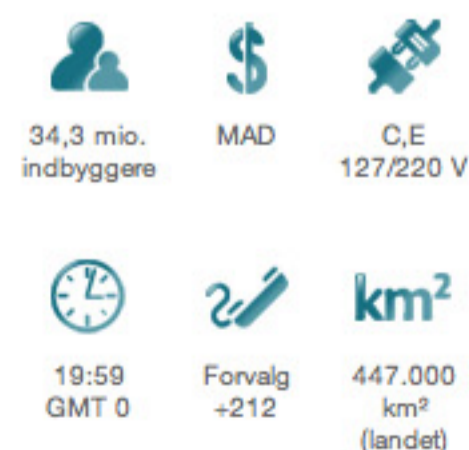 34,3 mio.
indbyggere
MAD
C,E
127/220 V
km²
19:59
GMT 0
Forvalg
+212
447.000
km²
(landet)